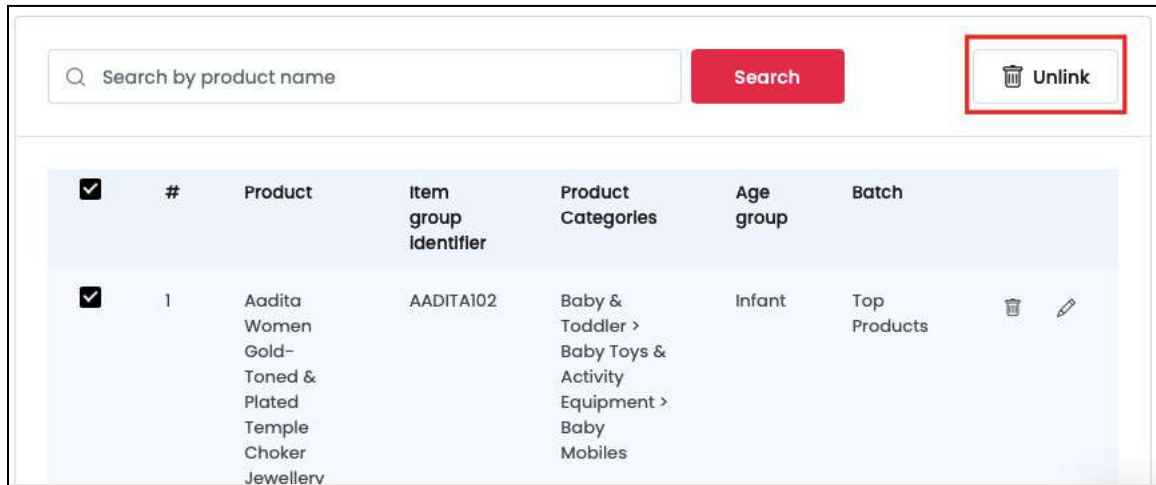 Search by product name
Search
Unlink
#
Product
Item
group
identifier
Product
Categories
Age
group
Batch
1
Aadita
Women
Gold-
Toned &
Plated
Temple
Choker
Jewellery
AADITA102
Baby &
Toddler >
Baby Toys &
Activity
Equipment >
Baby
Mobiles
Infant
Top
Products